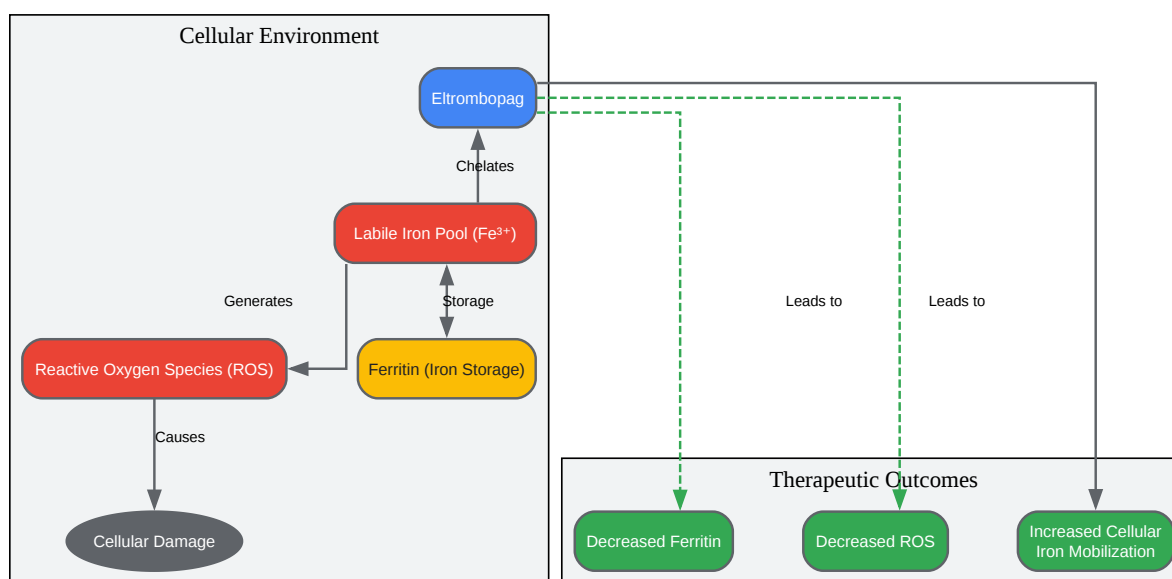 Cellular Environment
Eltrombopag
Chelates
Labile Iron Pool (Fe³⁺)
Generates
Storage
Leads to
Leads to
Reactive Oxygen Species (ROS)
Ferritin (Iron Storage)
Causes
Therapeutic Outcomes
Cellular Damage
Decreased Ferritin
Decreased ROS
Increased Cellular
Iron Mobilization